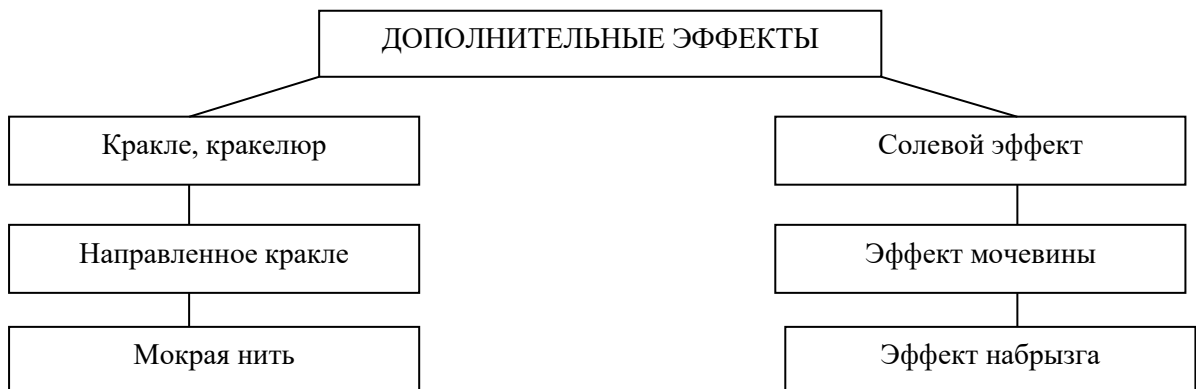 ДОПОЛНИТЕЛЬНЫЕ ЭФФЕКТЫ
Кракле, кракелюр
Солевой эффект
Направленное кракле
Эффект мочевины
Мокрая нить
Эффект набрызга